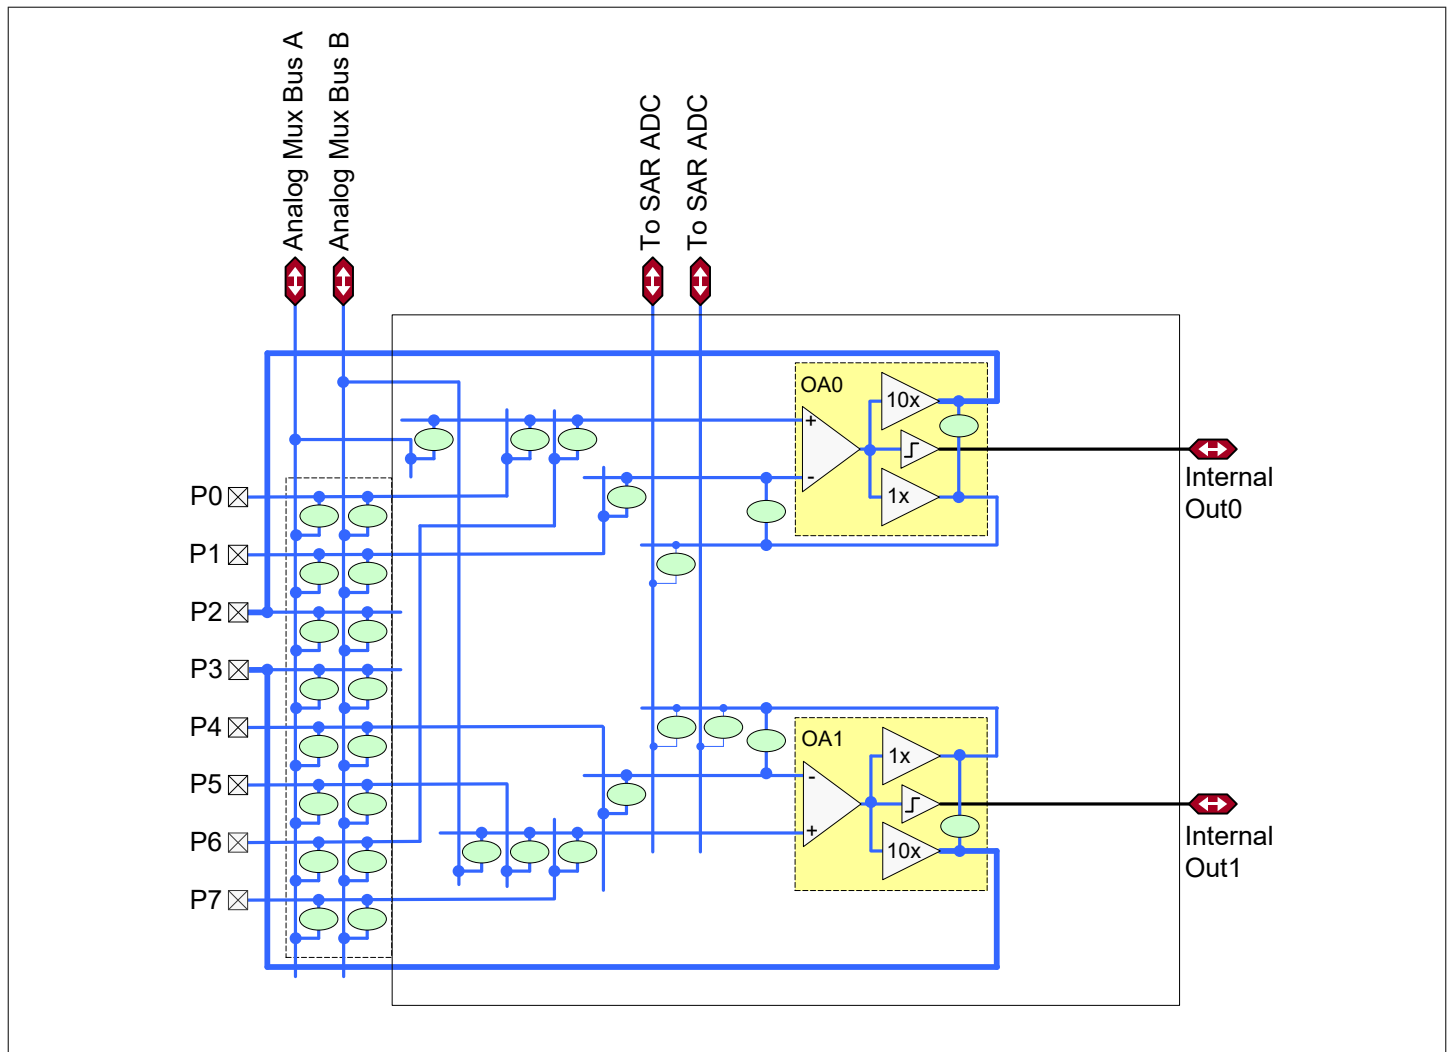 Analog Mux Bus A
Analog Mux Bus B
To SAR ADC
To SAR ADC
OA0
+
-
10x
1x
Internal
Out0
P0
P1
P2
P3
P4
P5
P6
P7
OA1
-
+
1x
10x
Internal
Out1